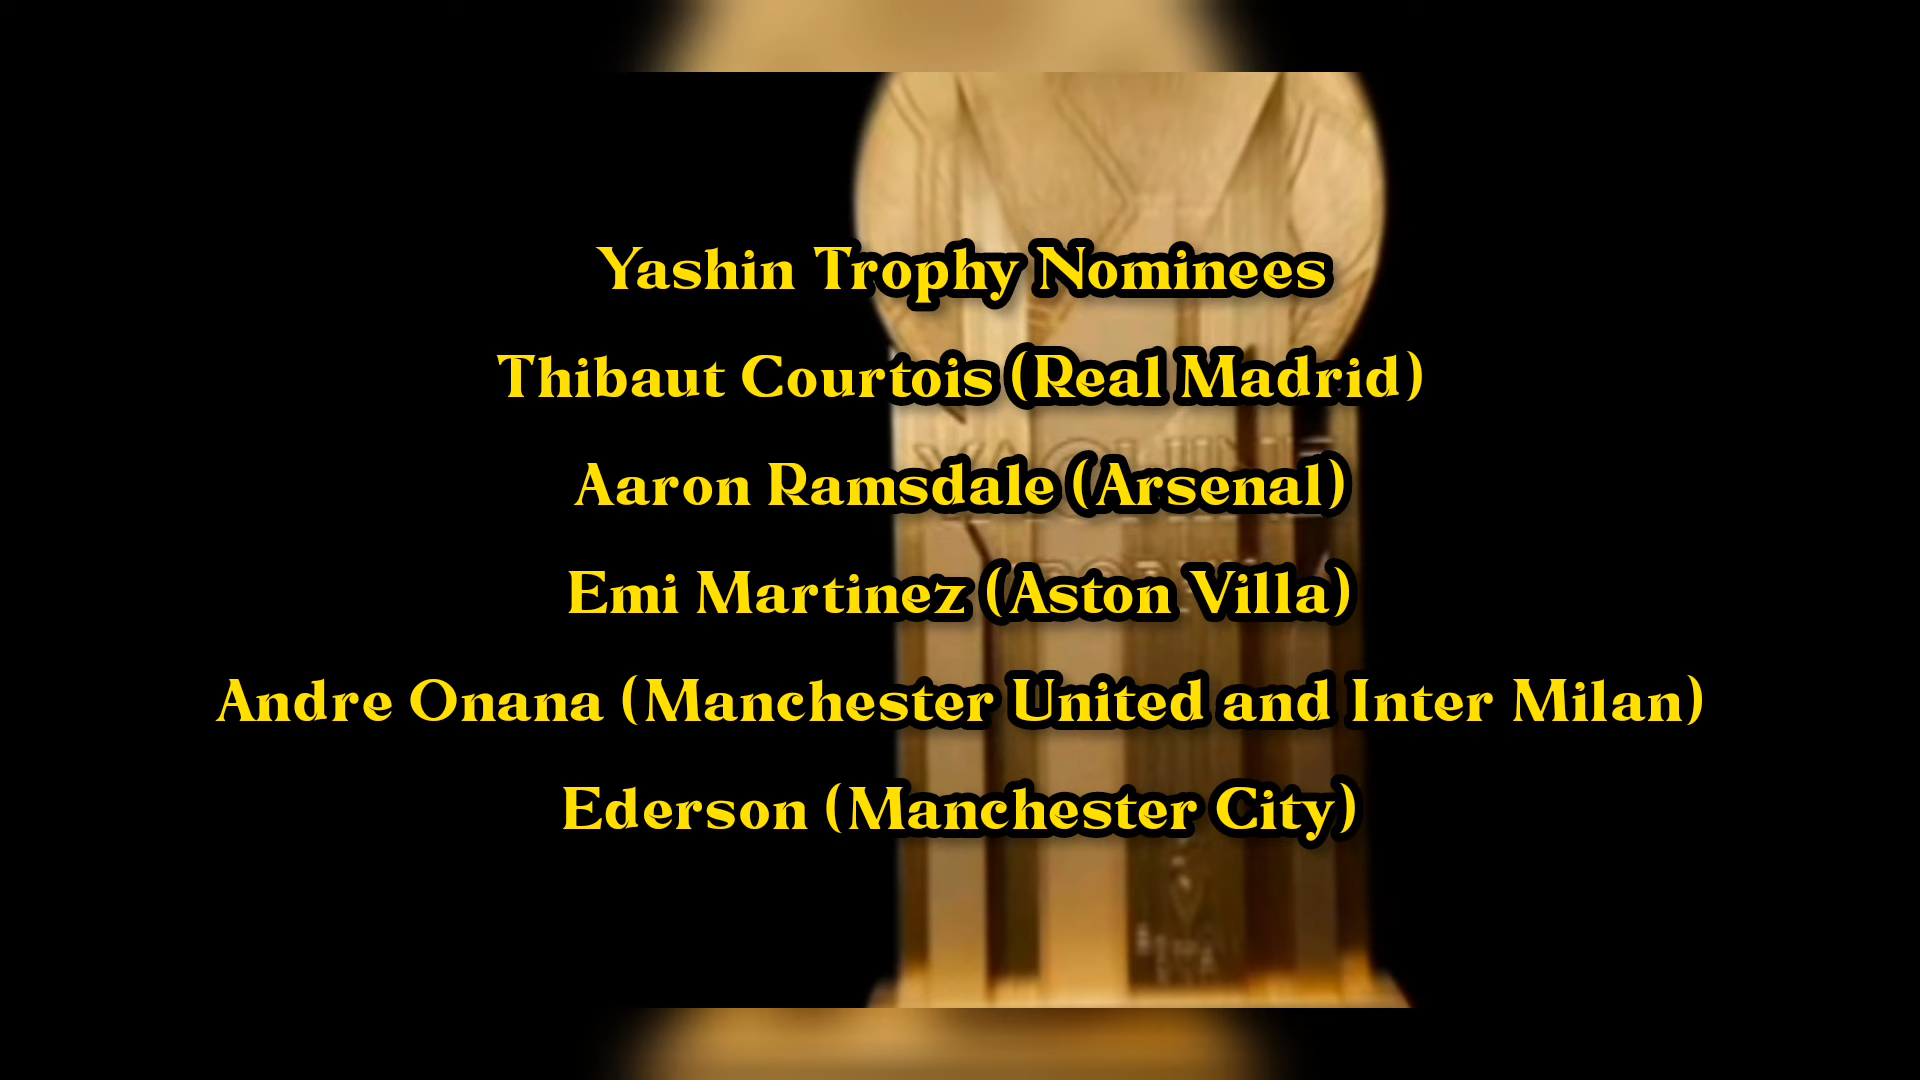 Yashin Trophy Nominees
Thibaut Courtois (Real Madrid)
Aaron Ramsdale (Arsenal)
Emi Martinez (Aston Villa)
Andre Onana (Manchester United and Inter Milan)
Ederson (Manchester City)